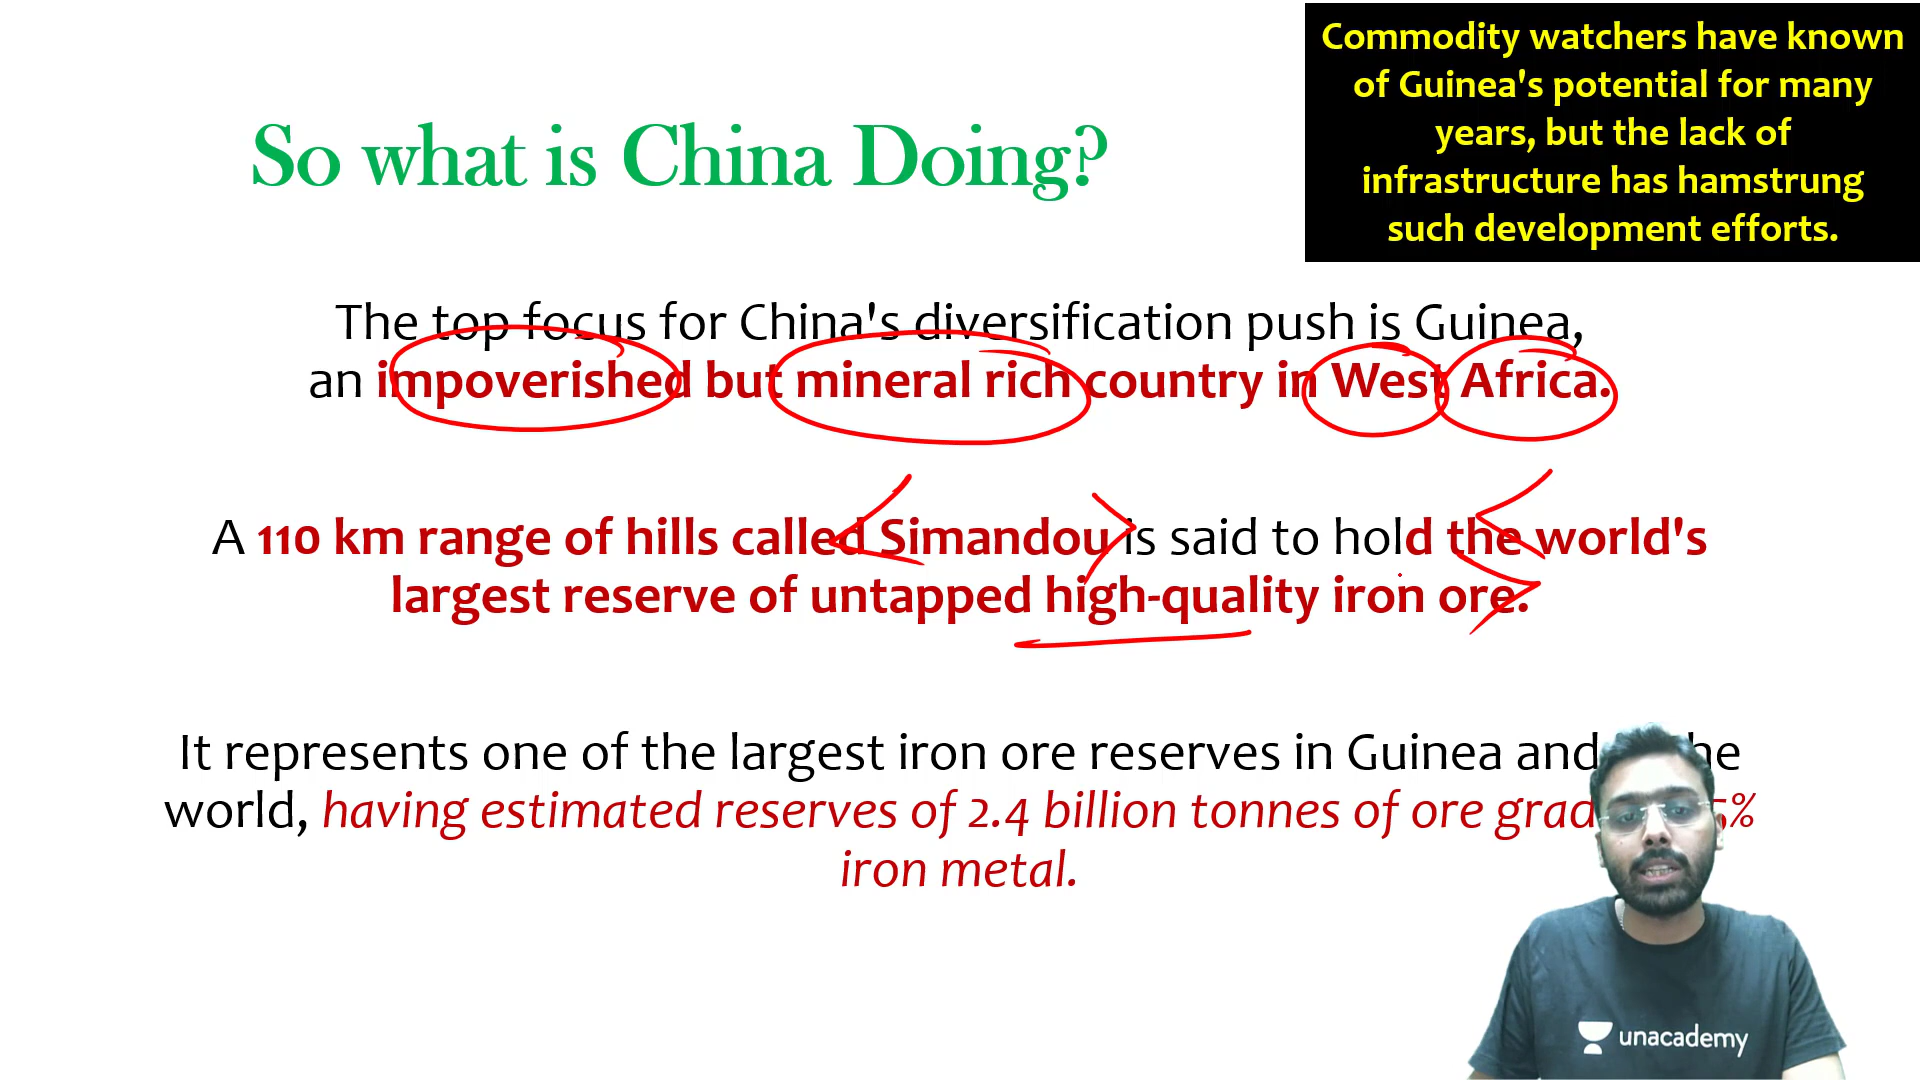 Commodity watchers have known
of Guinea's potential for many
years, but the lack of
infrastructure has hamstrung
such development efforts.
So what is China Doing?
The top focus for China's diversification push is Guinea,
an impoverished but mineral rich country in West Africa.
A 110 km range of hills called Simandou is said to hold the world's
largest reserve of untapped high-quality iron ore.
It represents one of the largest iron ore reserves in Guinea and the
world, having estimated reserves of 2.4 billion tonnes of ore
iron metal.
unacademy